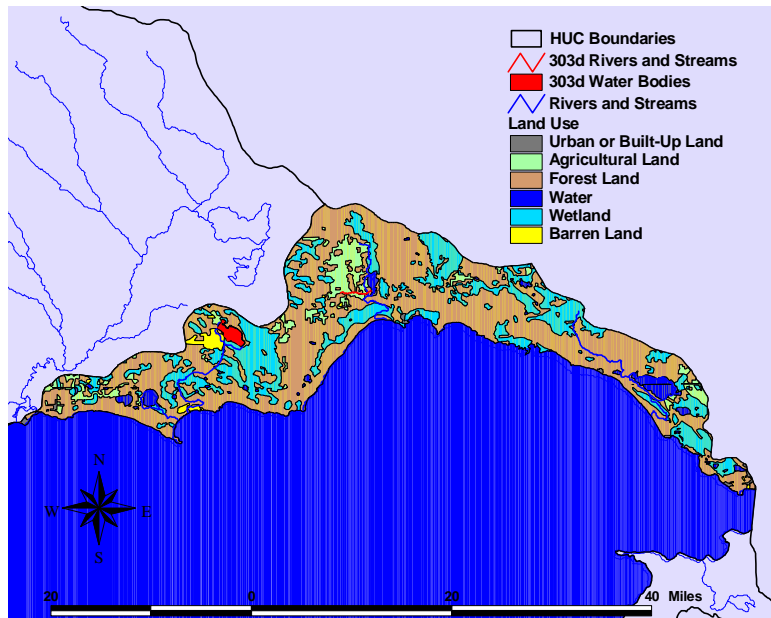 HUC Boundaries
303d Rivers and Streams
303d Water Bodies
Rivers and Streams
Land Use
Urban or Built-Up Land
Agricultural Land
Forest Land
Water
Wetland
Barren Land
N
W E
S
20 0 20 40 Miles